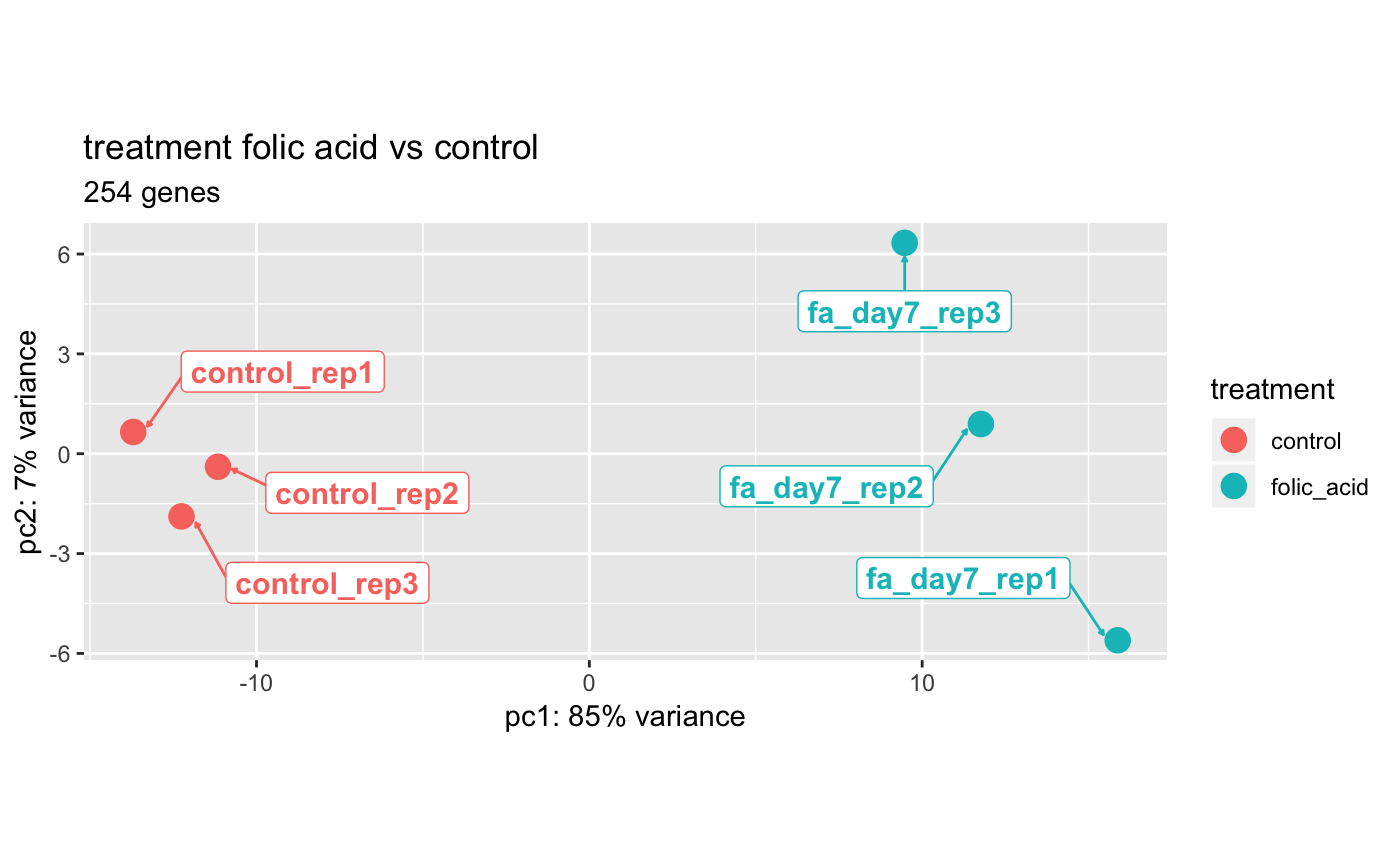 treatment folic acid vs control
254 genes
pc2: 7% variance
6
3
0
-3
-6
fa_day7_rep3
control_rep1
fa_day7_rep2
control_rep2
fa_day7_rep1
control_rep3
-10
0
10
pc1: 85% variance
treatment
control
folic_acid